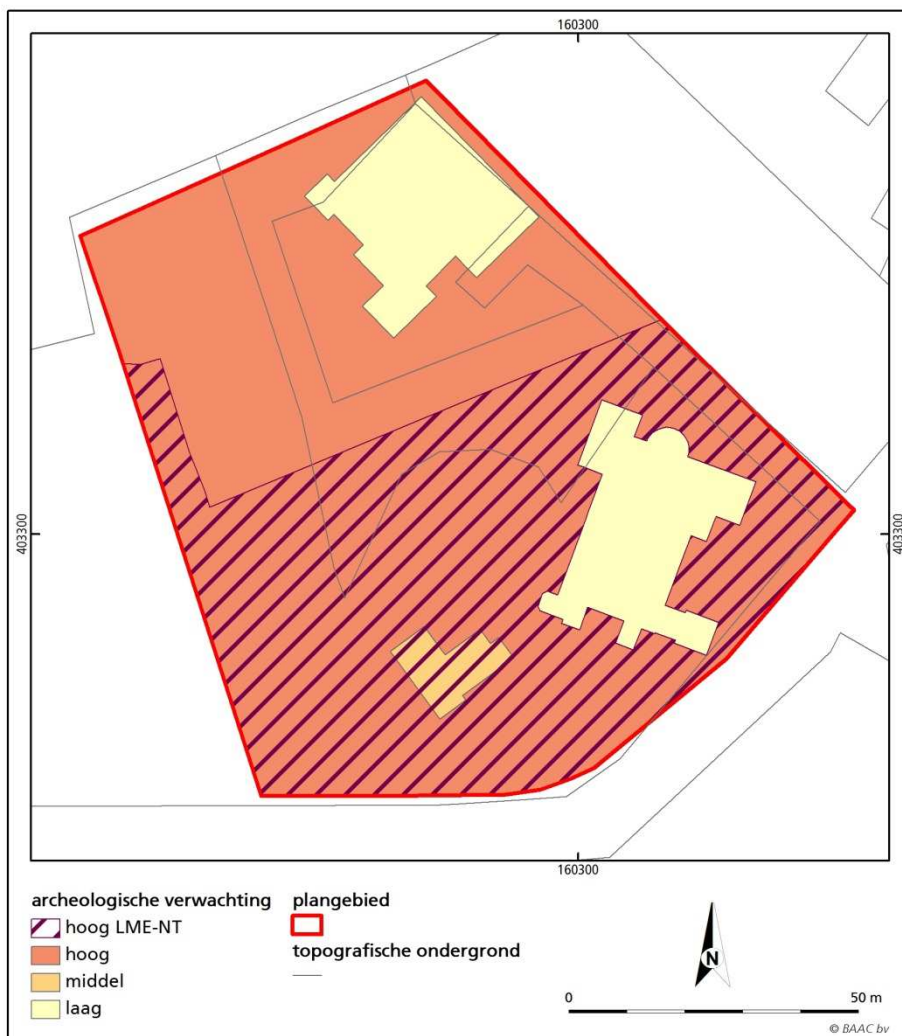 160300
403300
403300
160300
archeologische verwachting
hoog LME-NT
hoog
middel
laag
plangebied
topografische ondergrond
N
0 50 m
© BAAC bv